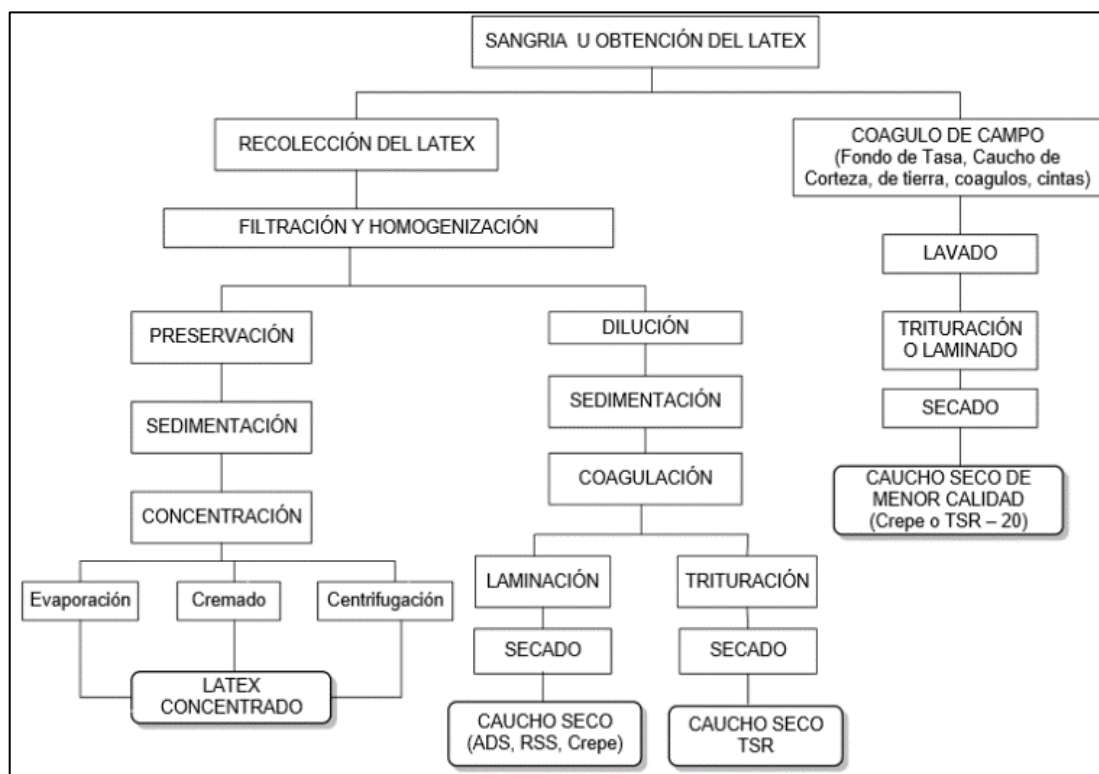 SANGRIA U OBTENCIÓN DEL LATEX
RECOLECCIÓN DEL LATEX
COAGULO DE CAMPO
(Fondo de Tasa, Caucho de
Corteza, de tierra, coagulos, cintas)
FILTRACIÓN Y HOMOGENIZACIÓN
LAVADO
PRESERVACIÓN
DILUCIÓN
TRITURACIÓN
O LAMINADO
SEDIMENTACIÓN
SEDIMENTACIÓN
SECADO
CONCENTRACIÓN
COAGULACIÓN
CAUCHO SECO DE
MENOR CALIDAD
(Crepe o TSR – 20)
Evaporación
Cremado
Centrifugación
LAMINACIÓN
TRITURACIÓN
SECADO
SECADO
LATEX
CONCENTRADO
CAUCHO SECO
(ADS, RSS, Crepe)
CAUCHO SECO
TSR